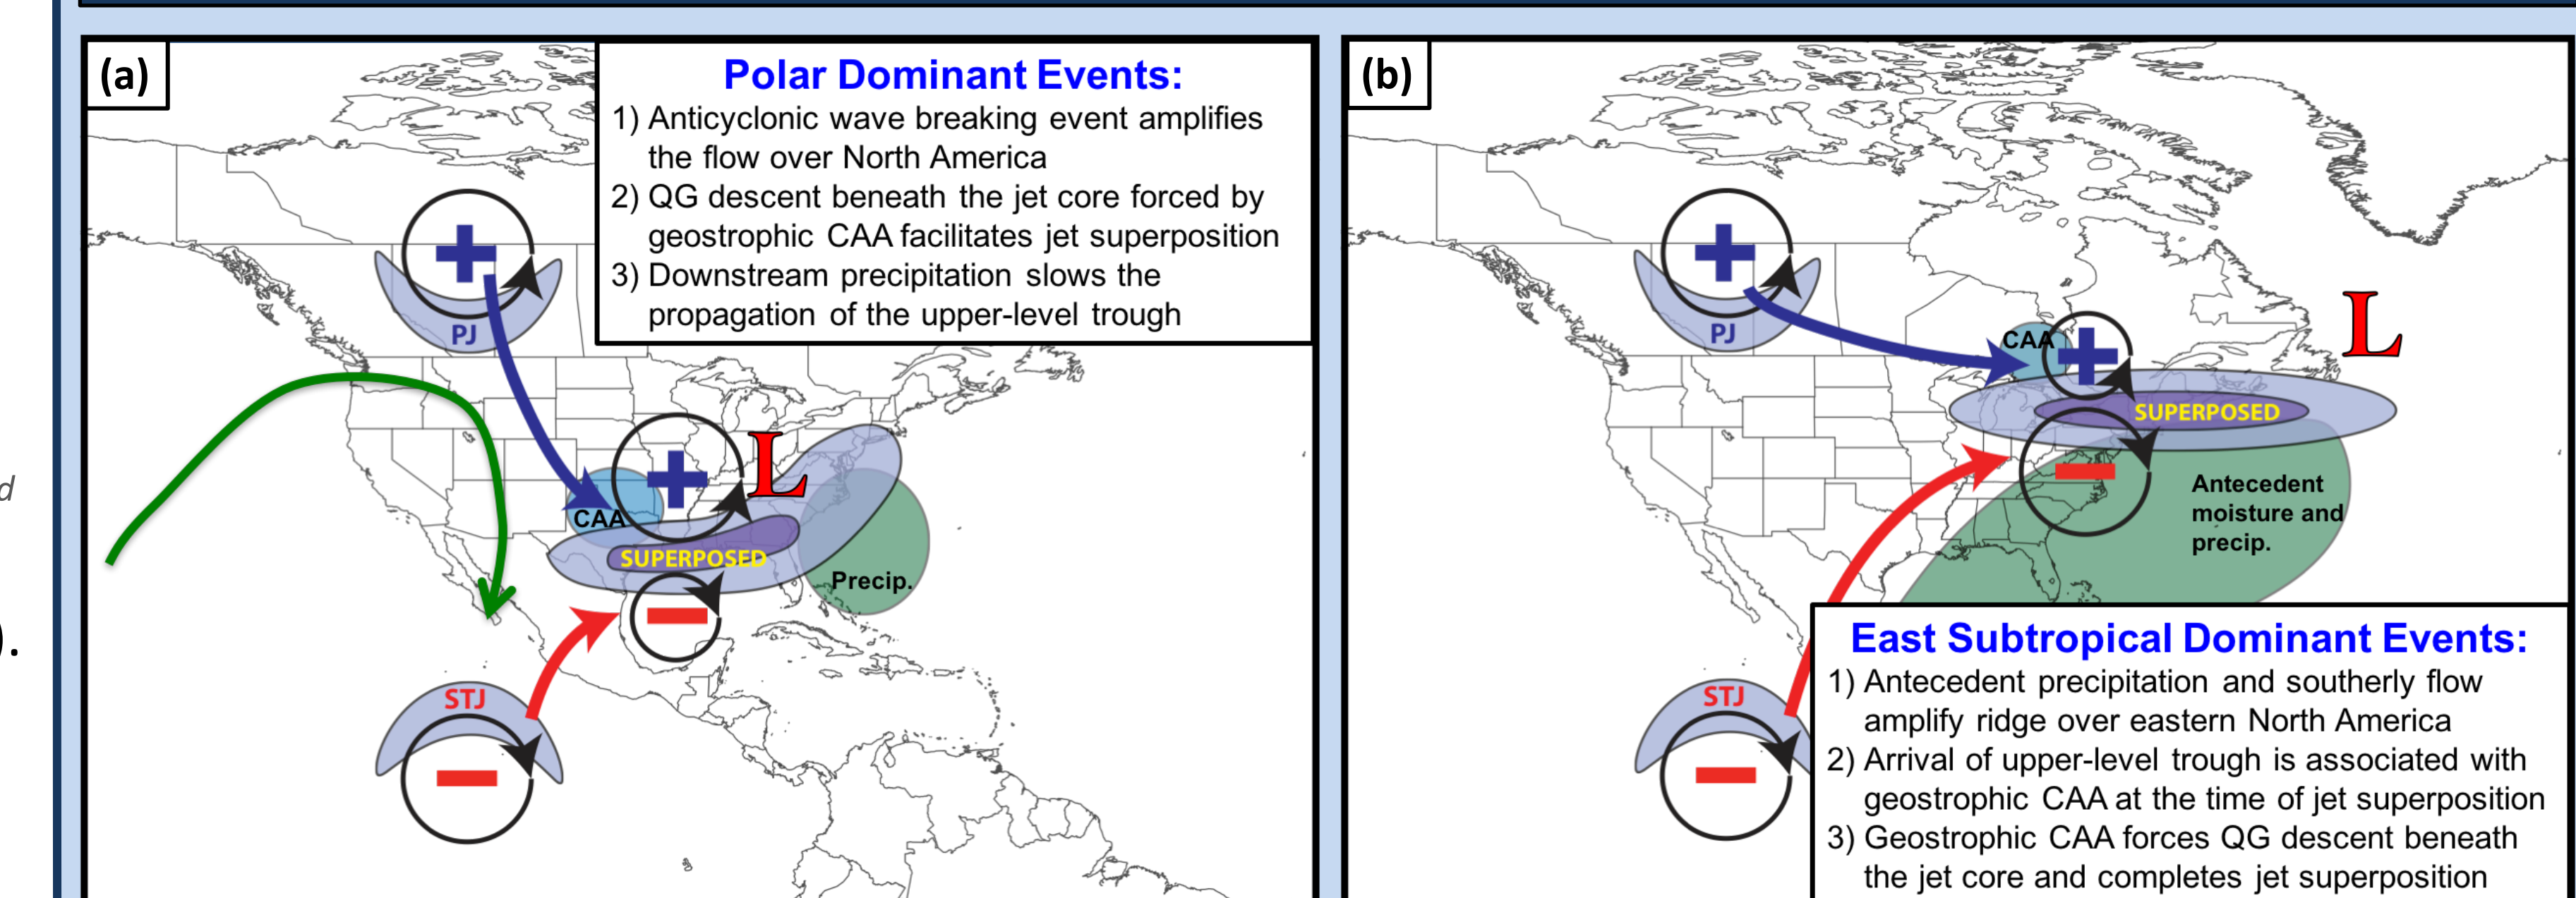 (a)
Polar Dominant Events:
1) Anticyclonic wave breaking event amplifies
the flow over North America
2) QG descent beneath the jet core forced by
geostrophic CAA facilitates jet superposition
3) Downstream precipitation slows the
propagation of the upper-level trough
PJ
L
CAA
SUPERPOSED
Precip.
STJ
d
).
(b)
PJ
CAA
L
SUPERPOSED
Antecedent
moisture and
precip.
STJ
East Subtropical Dominant Events:
1) Antecedent precipitation and southerly flow
amplify ridge over eastern North America
2) Arrival of upper-level trough is associated with
geostrophic CAA at the time of jet superposition
3) Geostrophic CAA forces QG descent beneath
the jet core and completes jet superposition